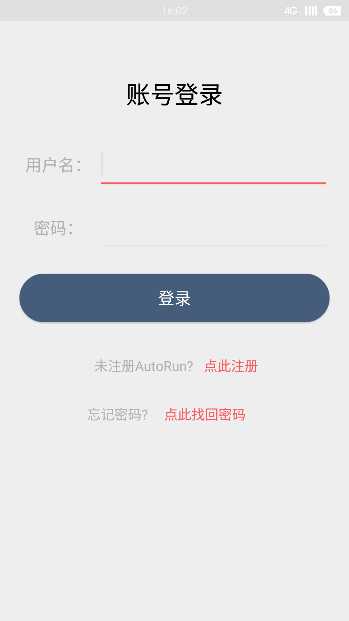 16:02 4G 86
账号登录
用户名：
密码：
登录
未注册AutoRun? 点此注册
忘记密码? 点此找回密码